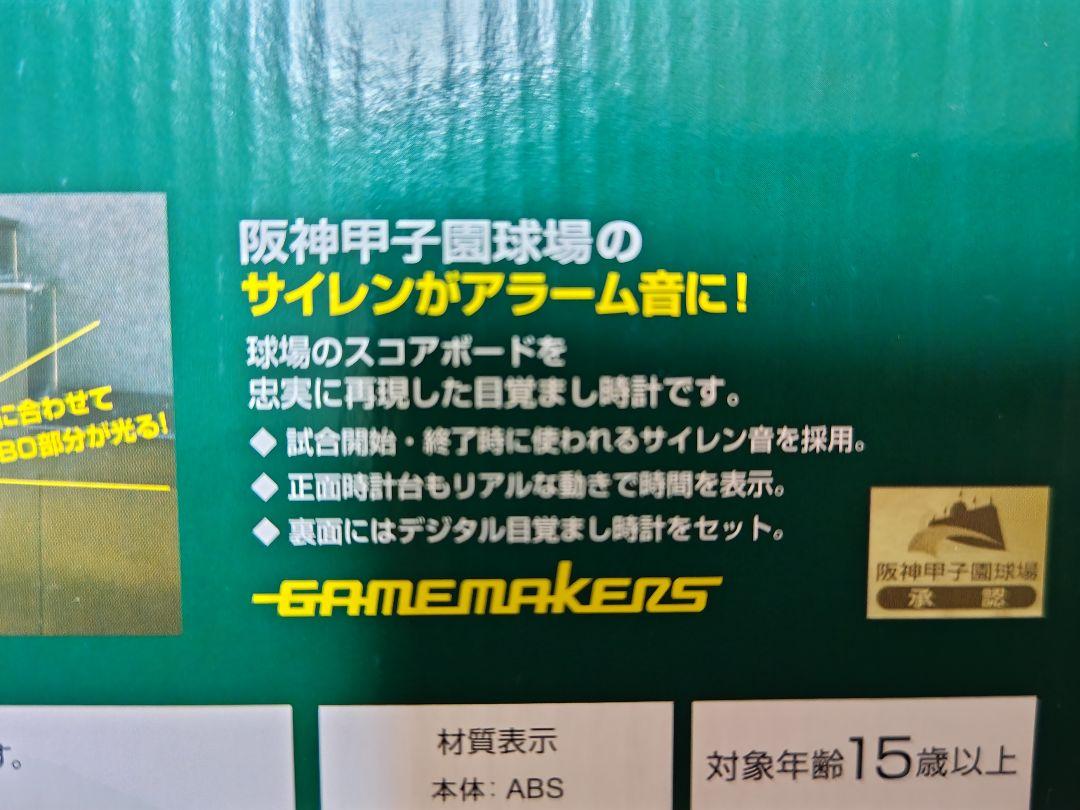 阪神甲子園球場の
サイレンがアラーム音に!
球場のスコアボードを
忠実に再現した目覚まし時計です。
◆ 試合開始・終了時に使われるサイレン音を採用。
◆ 正面時計台もリアルな動きで時間を表示。
◆ 裏面にはデジタル目覚まし時計をセット。
GAMEMAKERS
に合わせて
BO部分が光る!
阪神甲子園球場
承認
す。
材質表示
本体: ABS
対象年齢15歳以上